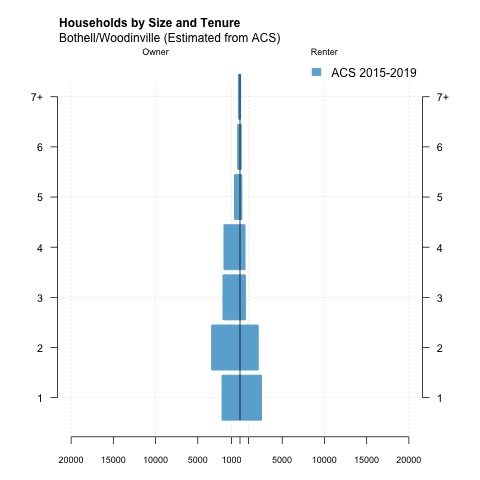 Households by Size and Tenure
Bothell/Woodinville (Estimated from ACS)
Owner Renter
ACS 2015-2019
7+ 7+
6 6
5 5
4 4
3 3
2 2
1 1
20000 15000 10000 5000 1000 5000 10000 15000 20000